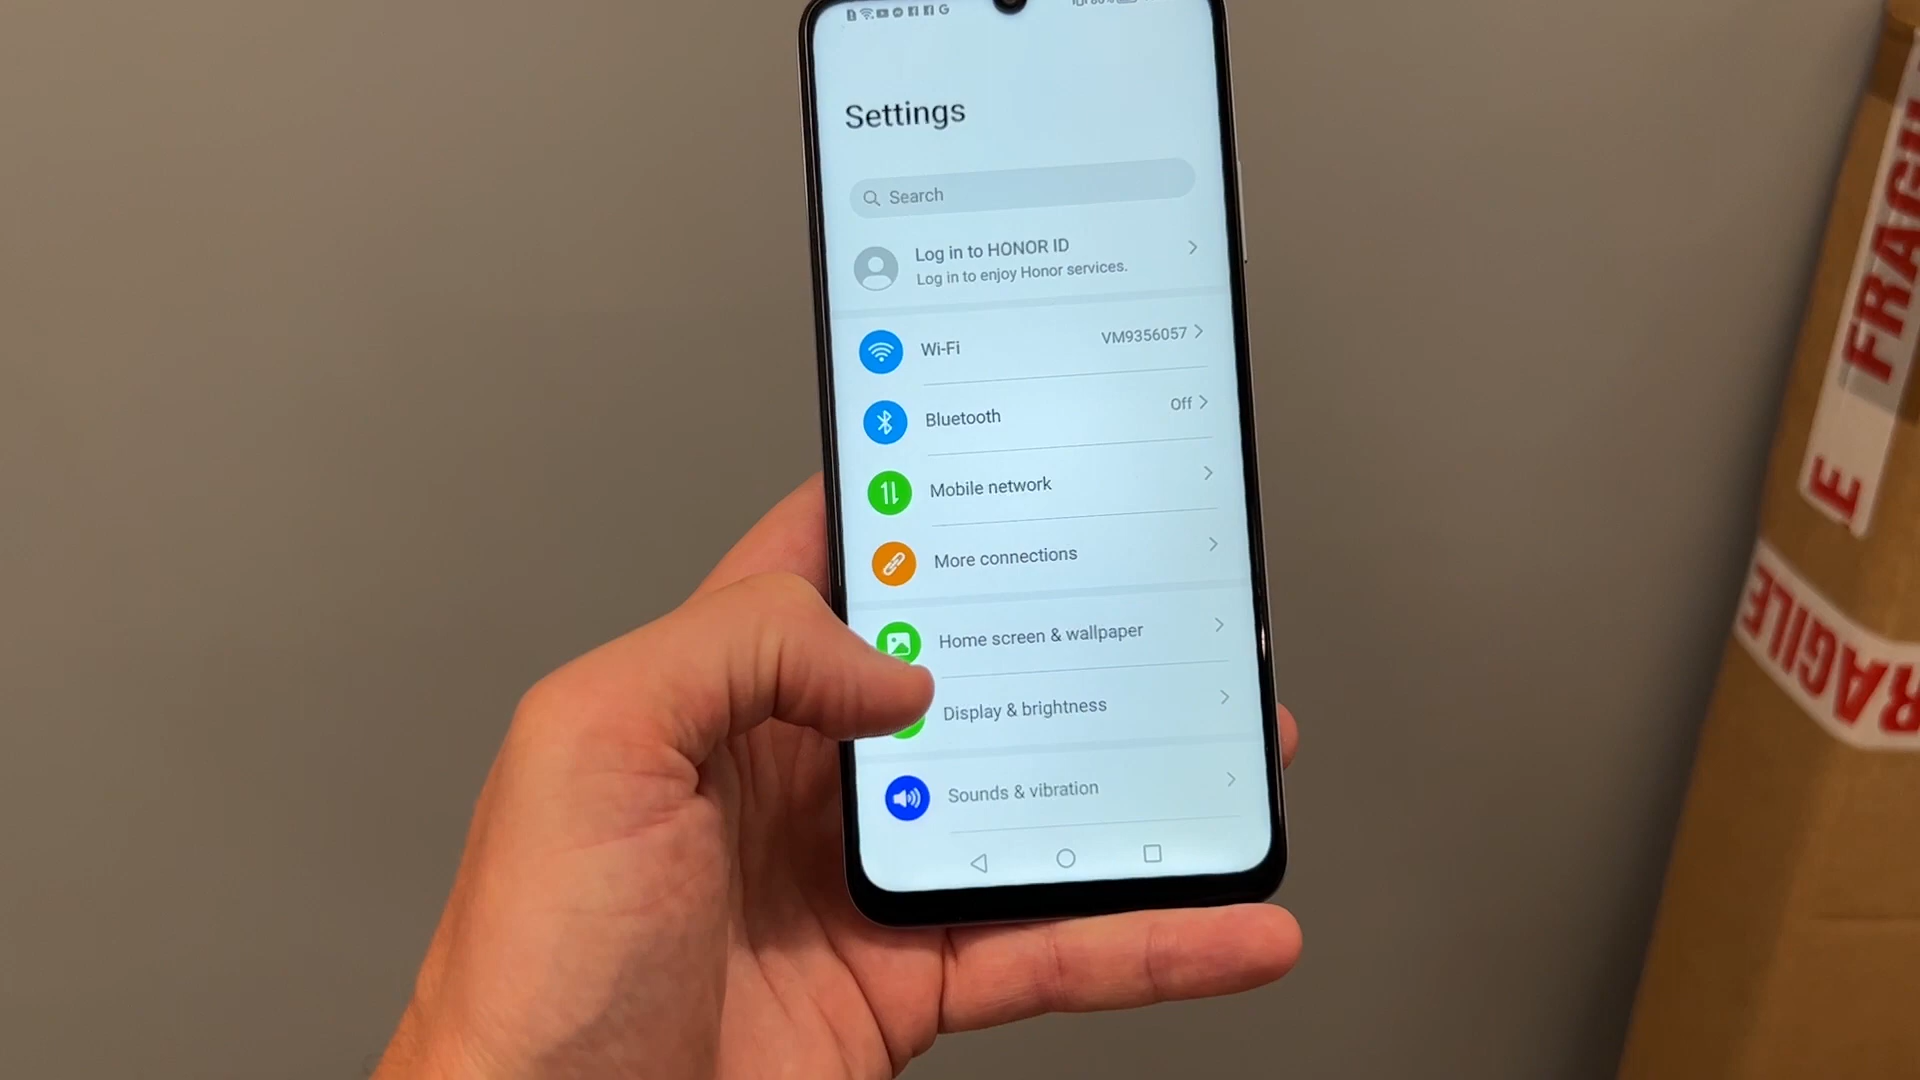 Settings
Search
Log in to HONOR ID
Log in to enjoy Honor services.
Wi-Fi VM9356057
Bluetooth Off
Mobile network
More connections
Home screen & wallpaper
Display & brightness
Sounds & vibration
FRAGILE
E
RAGILE